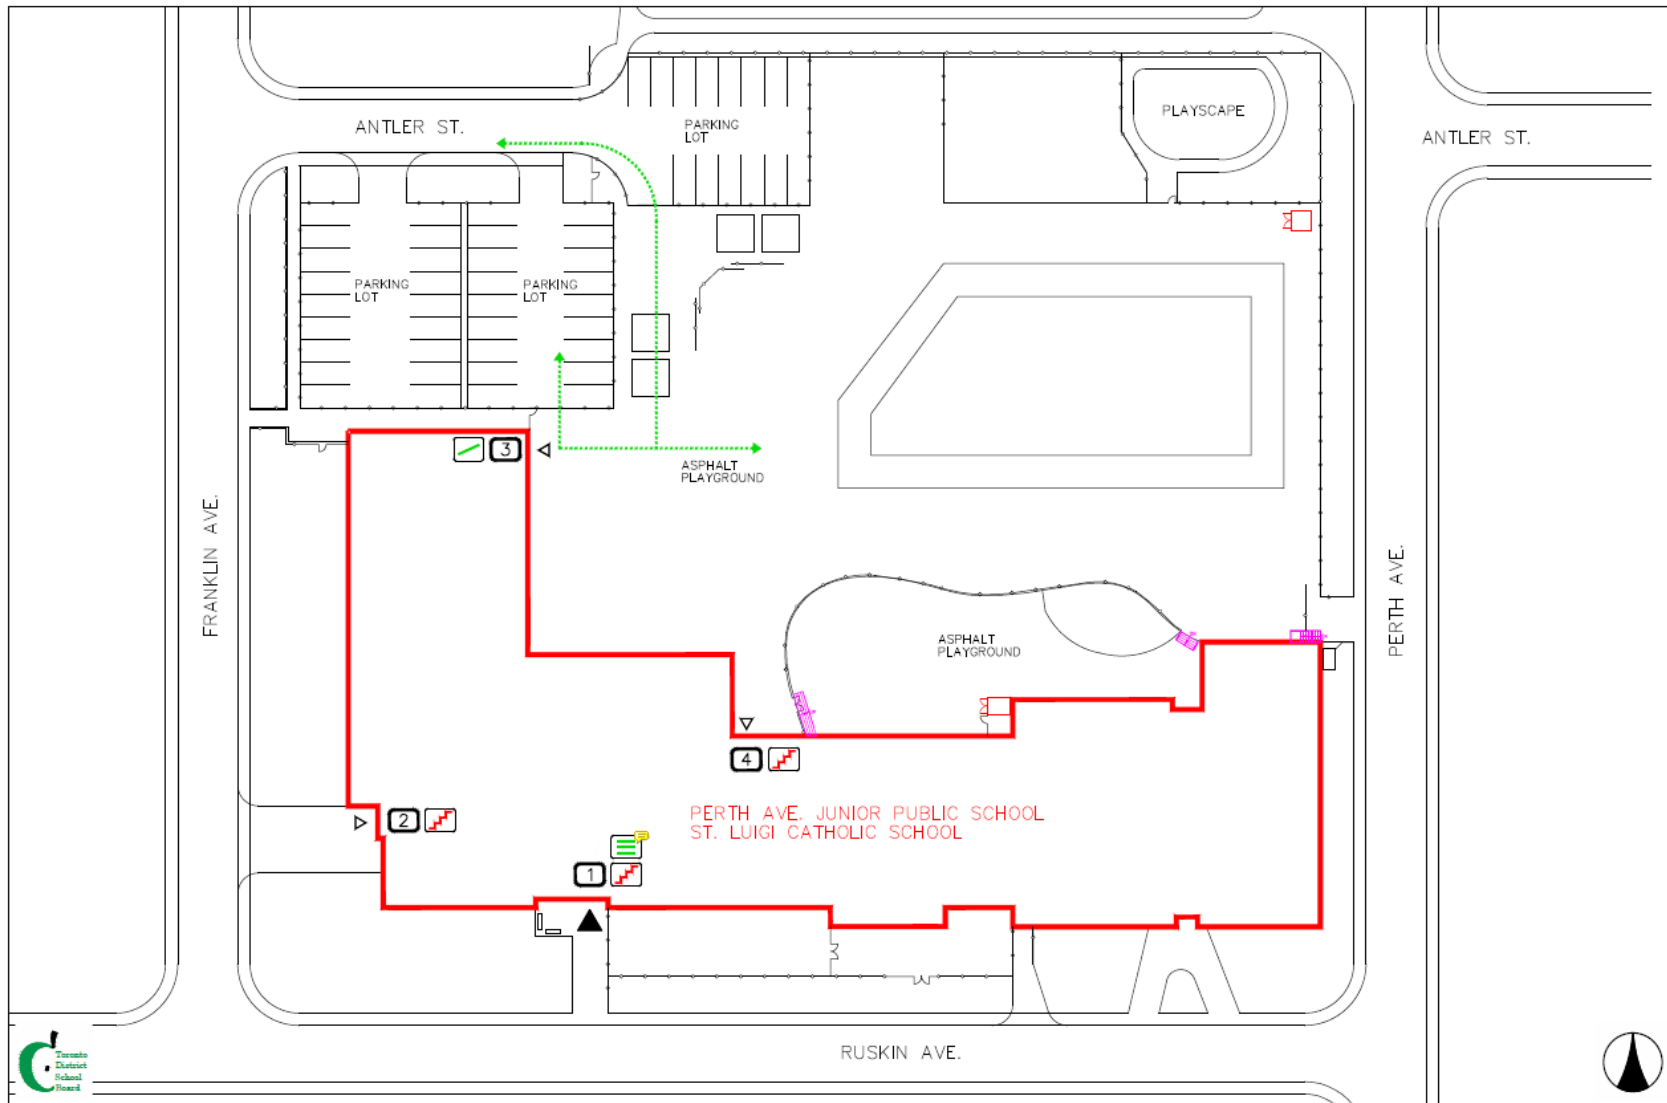 ANTLER ST.
PARKING
LOT
PLAYSCAPE
ANTLER ST.
PARKING
LOT
PARKING
LOT
3
ASPHALT
PLAYGROUND
FRANKLIN AVE.
PERTH AVE.
ASPHALT
PLAYGROUND
4
2
PERTH AVE. JUNIOR PUBLIC SCHOOL
ST. LUIGI CATHOLIC SCHOOL
1
RUSKIN AVE.
Toronto
District
School
Board